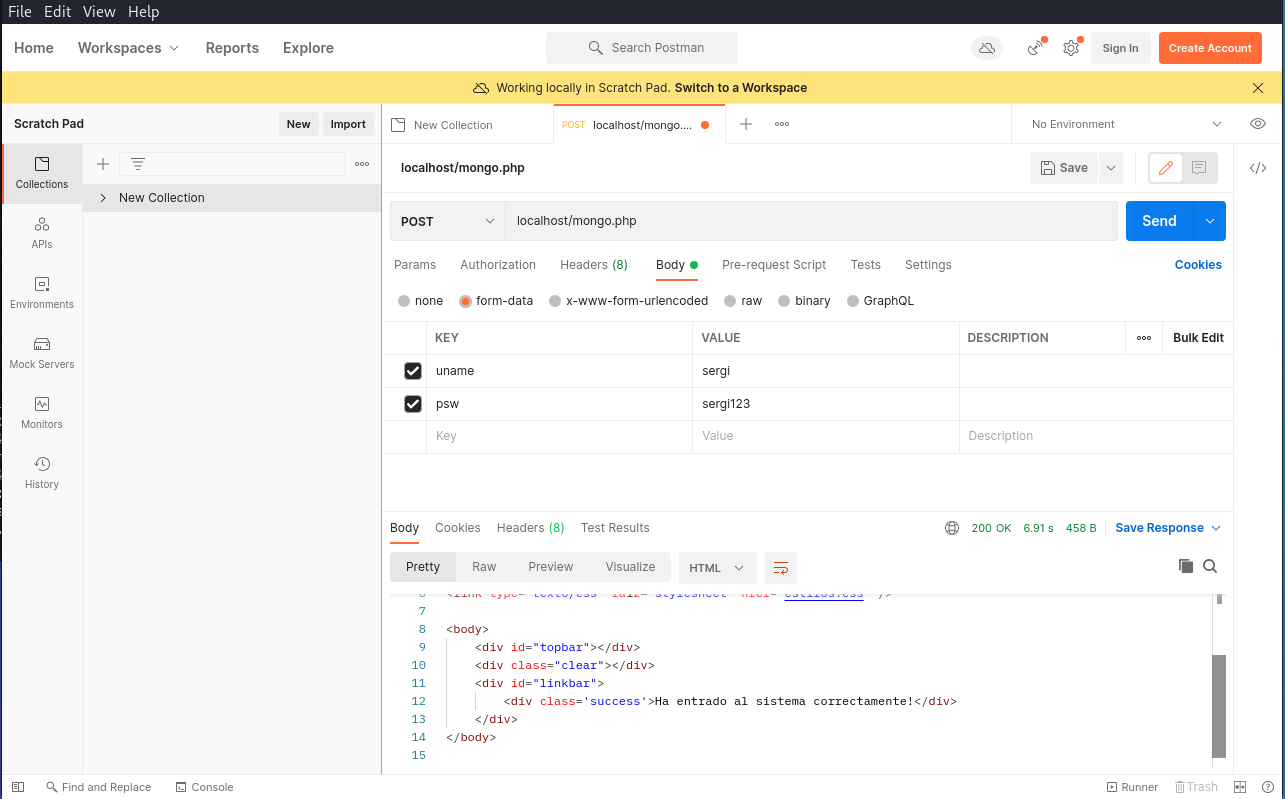 File Edit View Help
Home Workspaces Reports Explore Search Postman Sign In Create Account
Working locally in Scratch Pad. Switch to a Workspace
Scratch Pad New Import
New Collection POST localhost/mongo.... No Environment
Collections
New Collection
APIs
Environments
Mock Servers
Monitors
History
localhost/mongo.php Save
POST localhost/mongo.php Send
Params Authorization Headers (8) Body Pre-request Script Tests Settings Cookies
none form-data x-www-form-urlencoded raw binary GraphQL
KEY VALUE DESCRIPTION Bulk Edit
uname sergi
psw sergi123
Key Value Description
Body Cookies Headers (8) Test Results 200 OK 6.91 s 458 B Save Response
Pretty Raw Preview Visualize HTML
7
8 <body>
9 <div id="topbar"></div>
10 <div class="clear"></div>
11 <div id="linkbar">
12 <div class='success'>Ha entrado al sistema correctamente!</div>
13 </div>
14 </body>
15
Find and Replace Console Runner Trash